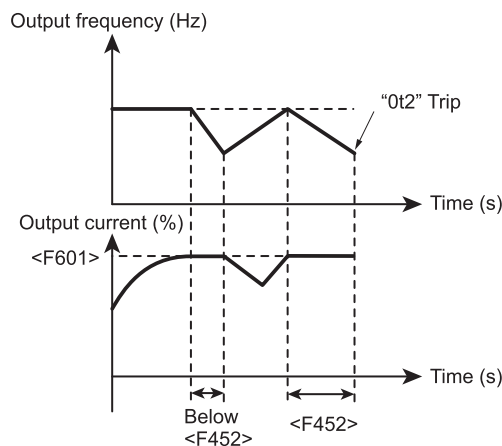 Output frequency (Hz)
“0t2” Trip
Time (s)
Output current (%)
<F601>
Time (s)
Below
<F452>
<F452>